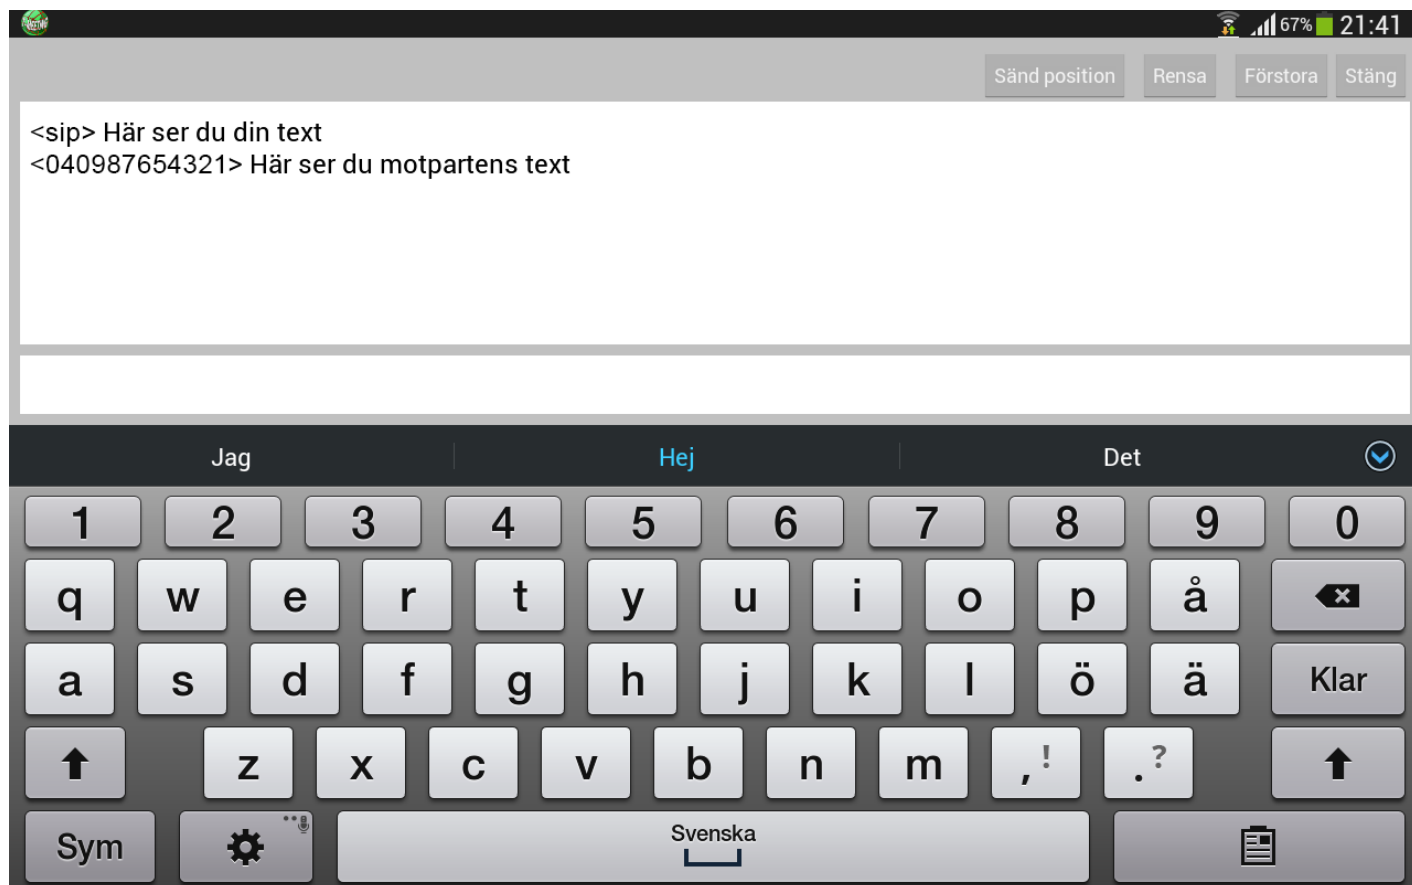 67% 21:41
Sänd position Rensa Förstora Stäng
<sip> Här ser du din text
<040987654321> Här ser du motpartens text
Jag Hej Det
1 2 3 4 5 6 7 8 9 0
q w e r t y u i o p å
a s d f g h j k l ö ä Klar
z x c v b n m , ! . ?
Sym Svenska